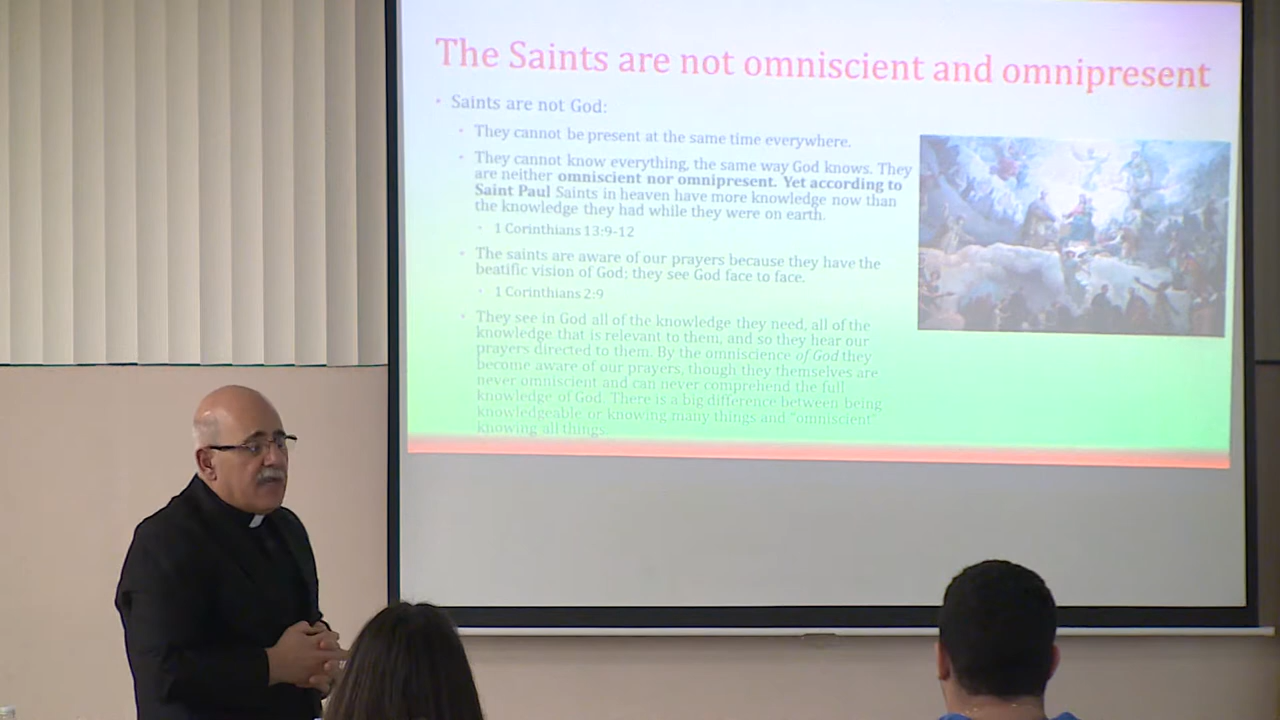 The Saints are not omniscient and omnipresent
• Saints are not God:
• They cannot be present at the same time everywhere.
• They cannot know everything, the same way God knows. They
are neither omniscient nor omnipresent. Yet according to
Saint Paul Saints in heaven have more knowledge now than
the knowledge they had while they were on earth.
• 1 Corinthians 13:9-12
• The saints are aware of our prayers because they have the
beatific vision of God; they see God face to face.
• 1 Corinthians 2:9
• They see in God all of the knowledge they need, all of the
knowledge that is relevant to them, and so they hear our
prayers directed to them. By the omniscience of God they
become aware of our prayers, though they themselves are
never omniscient and can never comprehend the full
knowledge of God. There is a big difference between being
knowledgeable or knowing many things and "omniscient"
knowing all things.